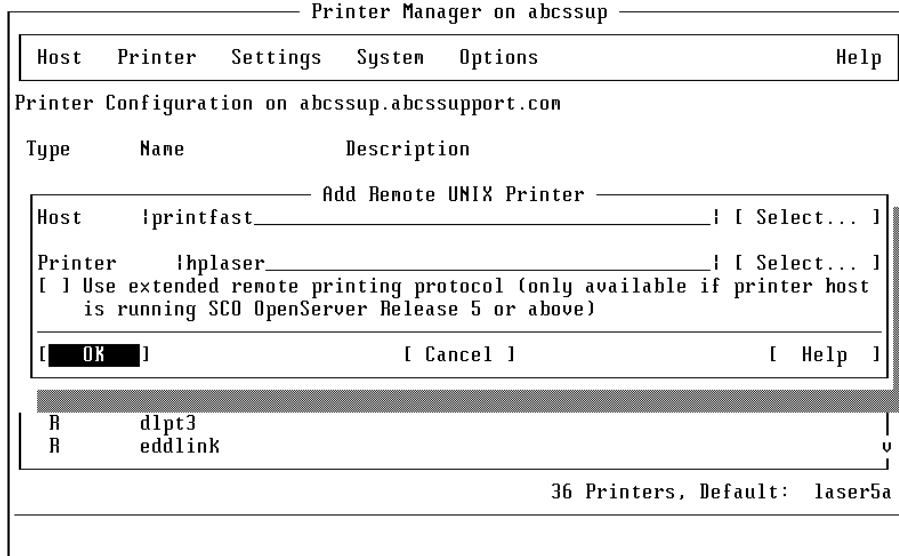 Printer Manager on abcssup
Host Printer Settings System Options Help
Printer Configuration on abcssup.abcssupport.com
Type Name Description
Add Remote UNIX Printer
Host |printfast| [ Select... ]
Printer |hplaser| [ Select... ]
[ ] Use extended remote printing protocol (only available if printer host
is running SCO OpenServer Release 5 or above)
[ OK ] [ Cancel ] [ Help ]
R dlpt3
R eddlink v
36 Printers, Default: laser5a